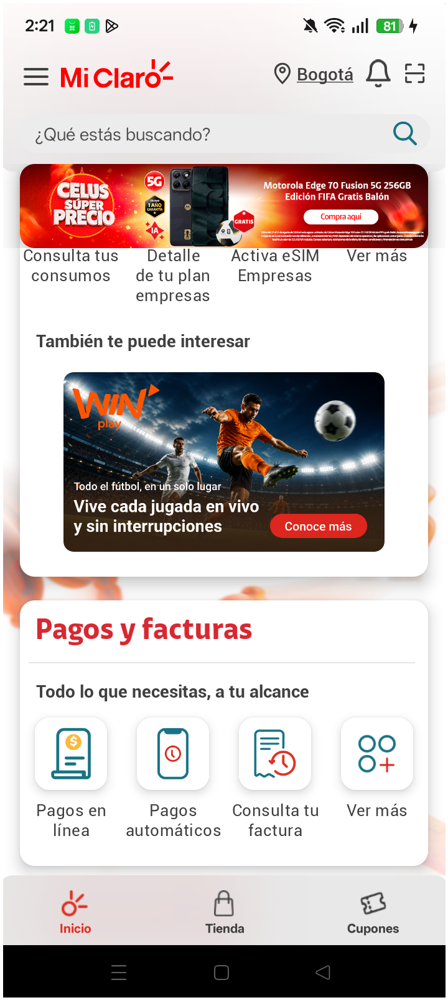 2:21
81
Mi Claro
Bogotá
¿Qué estás buscando?
CELUS
SÚPER
PRECIO
5G
1 AÑO
GARANTÍA
IA
GRATIS
Motorola Edge 70 Fusion 5G 256GB
Edición FIFA Gratis Balón
Compra aquí
Consulta tus
consumos
Detalle
de tu plan
empresas
Activa eSIM
Empresas
Ver más
También te puede interesar
WIN
play
Todo el fútbol, en un solo lugar
Vive cada jugada en vivo
y sin interrupciones
Conoce más
Pagos y facturas
Todo lo que necesitas, a tu alcance
$
Pagos en
línea
Pagos
automáticos
Consulta tu
factura
Ver más
Inicio
Tienda
Cupones